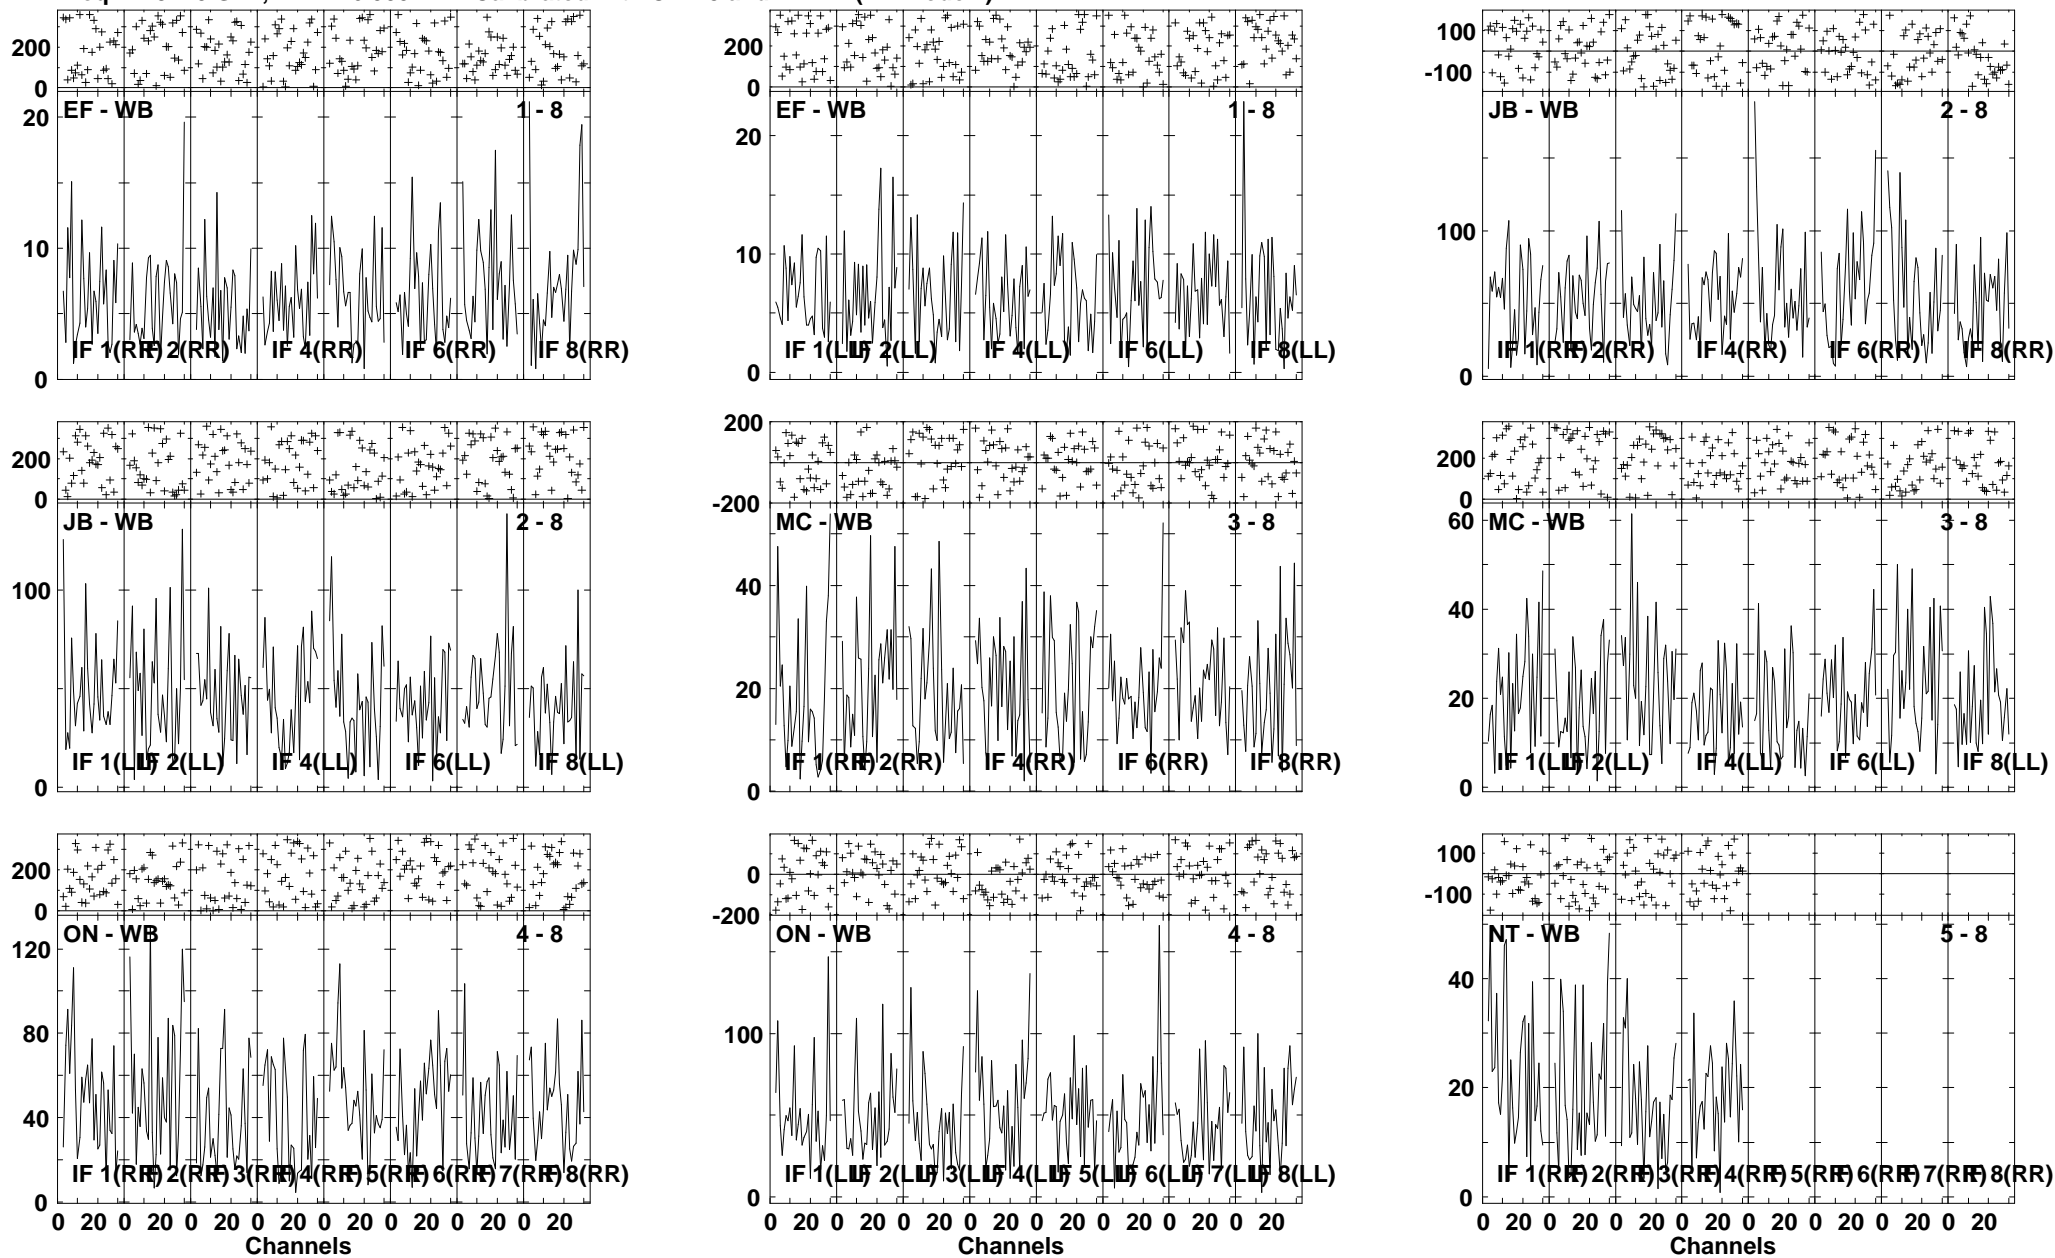 200
0
EF - WB 1 - 8
20
10
0
IF 1(RR) IF 2(RR) IF 4(RR) IF 6(RR) IF 8(RR)
200
0
EF - WB 1 - 8
20
10
0
IF 1(LL) IF 2(LL) IF 4(LL) IF 6(LL) IF 8(LL)
100
-100
JB - WB 2 - 8
100
0
IF 1(RR) IF 2(RR) IF 4(RR) IF 6(RR) IF 8(RR)
200
0
JB - WB 2 - 8
100
0
IF 1(LL) IF 2(LL) IF 4(LL) IF 6(LL) IF 8(LL)
200
-200
MC - WB 3 - 8
40
20
0
IF 1(RR) IF 2(RR) IF 4(RR) IF 6(RR) IF 8(RR)
200
0
MC - WB 3 - 8
60
40
20
0
IF 1(LL) IF 2(LL) IF 4(LL) IF 6(LL) IF 8(LL)
200
0
ON - WB 4 - 8
120
80
40
0
IF 1(RR) IF 2(RR) IF 3(RR) IF 4(RR) IF 5(RR) IF 6(RR) IF 7(RR) IF 8(RR)
0 20 0 20 0 20 0 20 0 20 0 20 0 20 0 20
Channels
0
-200
ON - WB 4 - 8
100
0
IF 1(LL) IF 2(LL) IF 3(LL) IF 4(LL) IF 5(LL) IF 6(LL) IF 7(LL) IF 8(LL)
0 20 0 20 0 20 0 20 0 20 0 20 0 20 0 20
Channels
100
-100
NT - WB 5 - 8
40
20
0
IF 1(RR) IF 2(RR) IF 3(RR) IF 4(RR) IF 5(RR) IF 6(RR) IF 7(RR) IF 8(RR)
0 20 0 20 0 20 0 20 0 20 0 20 0 20 0 20
Channels